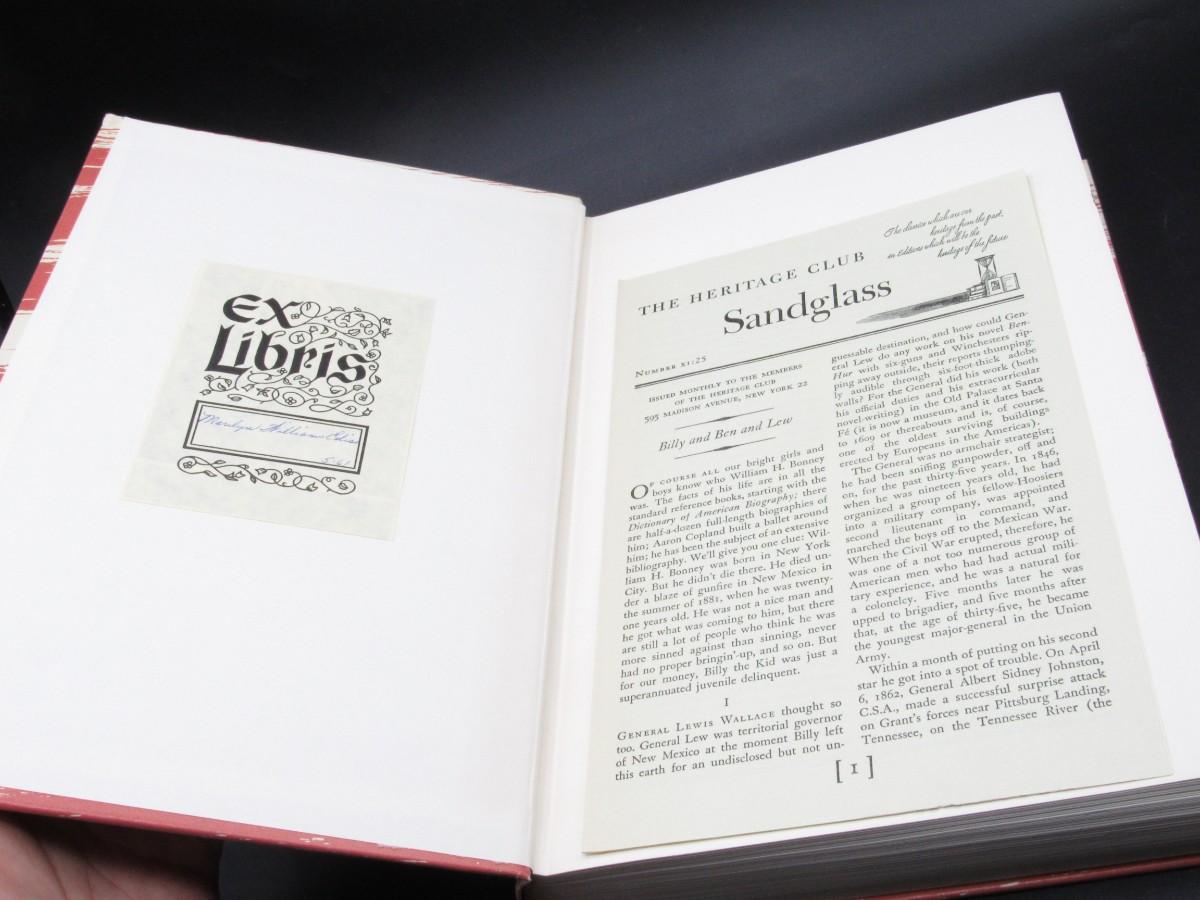 EX
Libris
Marilyn William
5-61
THE HERITAGE CLUB
The classics which are our
heritage from the past,
in Editions which will be the
heritage of the future
Sandglass
NUMBER XI:25
ISSUED MONTHLY TO THE MEMBERS
OF THE HERITAGE CLUB
595 MADISON AVENUE, NEW YORK 22
Billy and Ben and Lew
OF COURSE ALL our bright girls and
boys know who William H. Bonney
was. The facts of his life are in all the
standard reference books, starting with the
Dictionary of American Biography; there
are half-a-dozen full-length biographies of
him; Aaron Copland built a ballet around
him; he has been the subject of an extensive
bibliography. We'll give you one clue: Wil-
liam H. Bonney was born in New York
City. But he didn't die there. He died un-
der a blaze of gunfire in New Mexico in
the summer of 1881, when he was twenty-
one years old. He was not a nice man and
he got what was coming to him, but there
are still a lot of people who think he was
more sinned against than sinning, never
had no proper bringin'-up, and so on. But
for our money, Billy the Kid was just a
superannuated juvenile delinquent.
I
GENERAL LEWIS WALLACE thought so
too. General Lew was territorial governor
of New Mexico at the moment Billy left
this earth for an undisclosed but not un-
guessable destination, and how could Gen-
eral Lew do any work on his novel Ben-
Hur with six-guns and Winchesters rip-
ping away outside, their reports thumping-
ly audible through six-foot-thick adobe
walls? For the General did his work (both
his official duties and his extracurricular
novel-writing) in the Old Palace at Santa
Fé (it is now a museum, and it dates back
to 1609 or thereabouts and is, of course,
one of the oldest surviving buildings
erected by Europeans in the Americas).
The General was no armchair strategist;
he had been sniffing gunpowder, off and
on, for the past thirty-five years. In 1846,
when he was nineteen years old, he had
organized a group of his fellow-Hoosiers
into a military company, was appointed
second lieutenant in command, and
marched the boys off to the Mexican War.
When the Civil War erupted, therefore, he
was one of a not too numerous group of
American men who had had actual mili-
tary experience, and he was a natural for
a colonelcy. Five months later he was
upped to brigadier, and five months after
that, at the age of thirty-five, he became
the youngest major-general in the Union
Army.
Within a month of putting on his second
star he got into a spot of trouble. On April
6, 1862, General Albert Sidney Johnston,
C.S.A., made a successful surprise attack
on Grant's forces near Pittsburg Landing,
Tennessee, on the Tennessee River (the
[ 1 ]